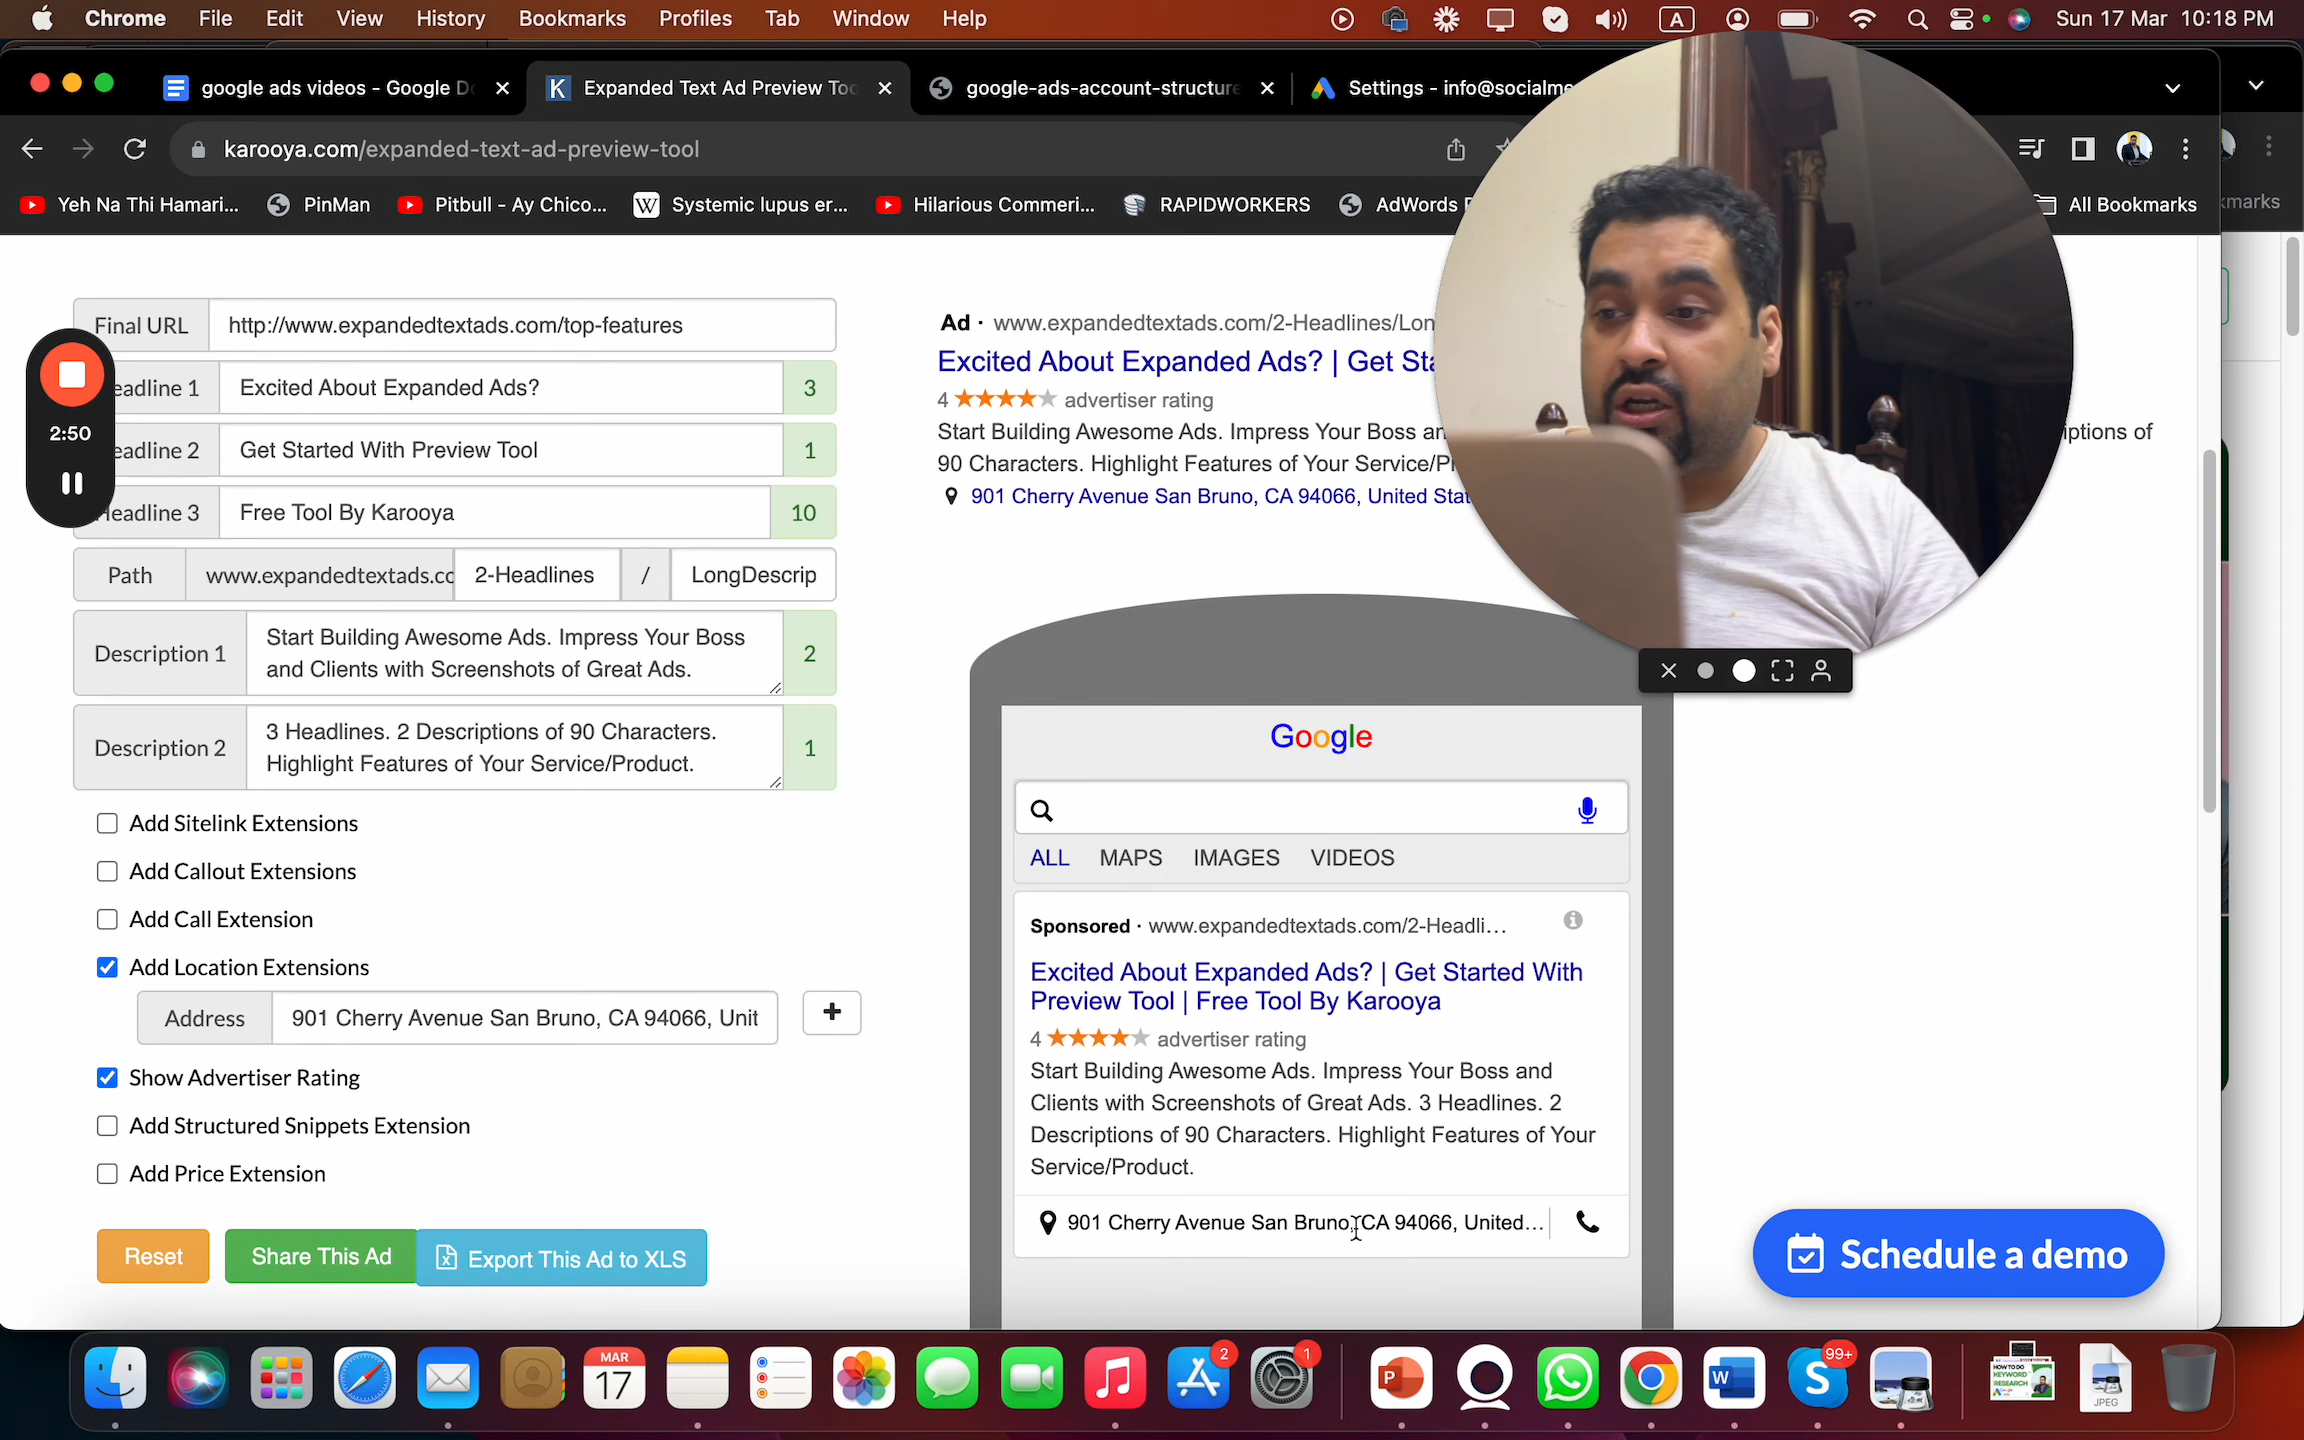 Chrome File Edit View History Bookmarks Profiles Tab Window Help A Sun 17 Mar 10:18 PM
google ads videos - Google Do Expanded Text Ad Preview Too google-ads-account-structure Settings - info@socialme
karooya.com/expanded-text-ad-preview-tool
Yeh Na Thi Hamari... PinMan Pitbull - Ay Chico... W Systemic lupus er... Hilarious Commeri... RAPIDWORKERS AdWords All Bookmarks kmarks
Final URL http://www.expandedtextads.com/top-features
eadline 1 Excited About Expanded Ads? 3
2:50
eadline 2 Get Started With Preview Tool 1
Headline 3 Free Tool By Karooya 10
Path www.expandedtextads.co 2-Headlines / LongDescrip
Description 1 Start Building Awesome Ads. Impress Your Boss
and Clients with Screenshots of Great Ads. 2
Description 2 3 Headlines. 2 Descriptions of 90 Characters.
Highlight Features of Your Service/Product. 1
Add Sitelink Extensions
Add Callout Extensions
Add Call Extension
Add Location Extensions
Address 901 Cherry Avenue San Bruno, CA 94066, Unit +
Show Advertiser Rating
Add Structured Snippets Extension
Add Price Extension
Reset Share This Ad Export This Ad to XLS
Ad · www.expandedtextads.com/2-Headlines/Lon
Excited About Expanded Ads? | Get Sta
4 advertiser rating
Start Building Awesome Ads. Impress Your Boss an iptions of
90 Characters. Highlight Features of Your Service/P
901 Cherry Avenue San Bruno, CA 94066, United Stat
Google
ALL MAPS IMAGES VIDEOS
Sponsored · www.expandedtextads.com/2-Headli...
Excited About Expanded Ads? | Get Started With
Preview Tool | Free Tool By Karooya
4 advertiser rating
Start Building Awesome Ads. Impress Your Boss and
Clients with Screenshots of Great Ads. 3 Headlines. 2
Descriptions of 90 Characters. Highlight Features of Your
Service/Product.
901 Cherry Avenue San Bruno, CA 94066, United...
Schedule a demo
MAR
17
2
1
P
W
S
99+
HOW TO DO
KEYWORD
RESEARCH
JPEG